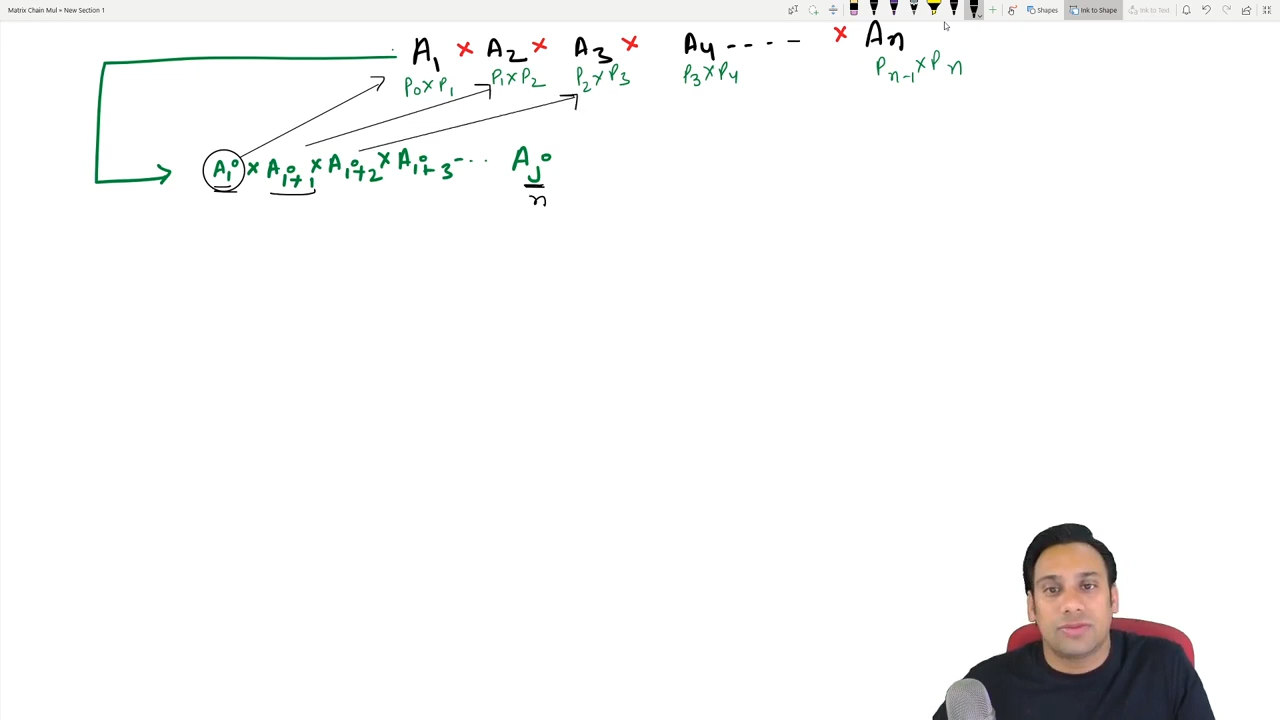 Matrix Chain Mul » New Section 1
Shapes Ink to Shape Ink to Text
A₁ × A₂ × A₃ × A₄ ---- – × Aₙ
P₀×P₁ P₁×P₂ P₂×P₃ P₃×P₄ Pₙ₋₁×Pₙ
Aᵢ × Aᵢ₊₁ × Aᵢ₊₂ × Aᵢ₊₃ -·· Aⱼ
n